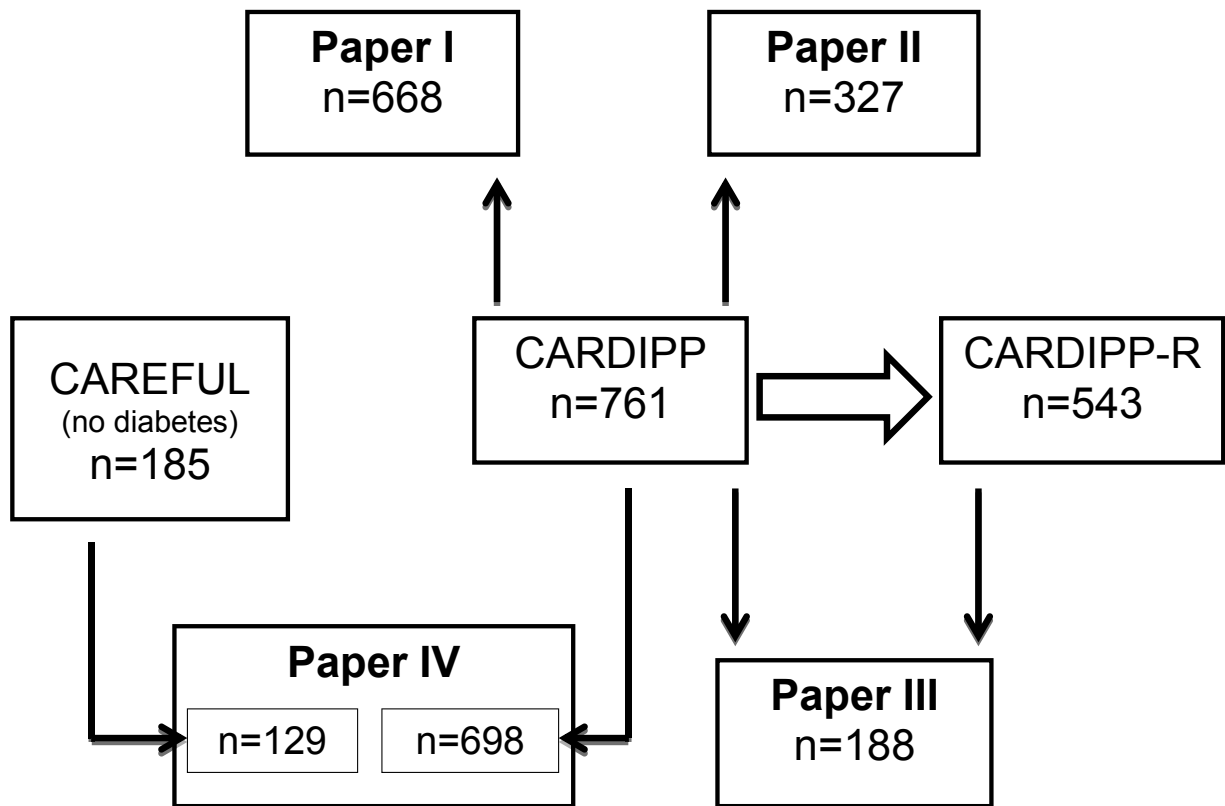 Paper I
n=668
Paper II
n=327
CAREFUL
(no diabetes)
n=185
CARDIPP
n=761
CARDIPP-R
n=543
Paper IV
n=129
n=698
Paper III
n=188